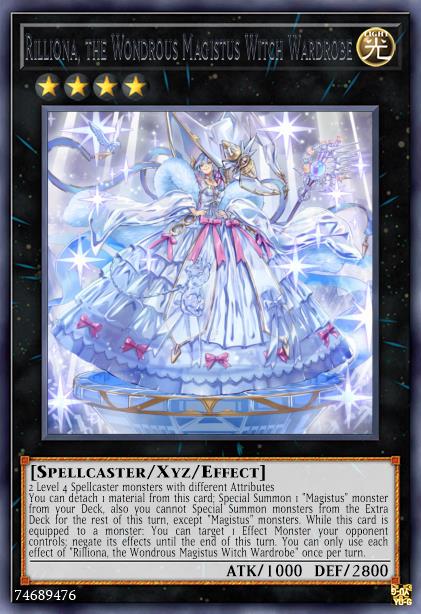 Rilliona, the Wondrous Magistus Witch Wardrobe
LIGHT
光
[Spellcaster/Xyz/Effect]
2 Level 4 Spellcaster monsters with different Attributes
You can detach 1 material from this card; Special Summon 1 "Magistus" monster
from your Deck, also you cannot Special Summon monsters from the Extra
Deck for the rest of this turn, except "Magistus" monsters. While this card is
equipped to a monster: You can target 1 Effect Monster your opponent
controls; negate its effects until the end of this turn. You can only use each
effect of "Rilliona, the Wondrous Magistus Witch Wardrobe" once per turn.
ATK/1000 DEF/2800
74689476